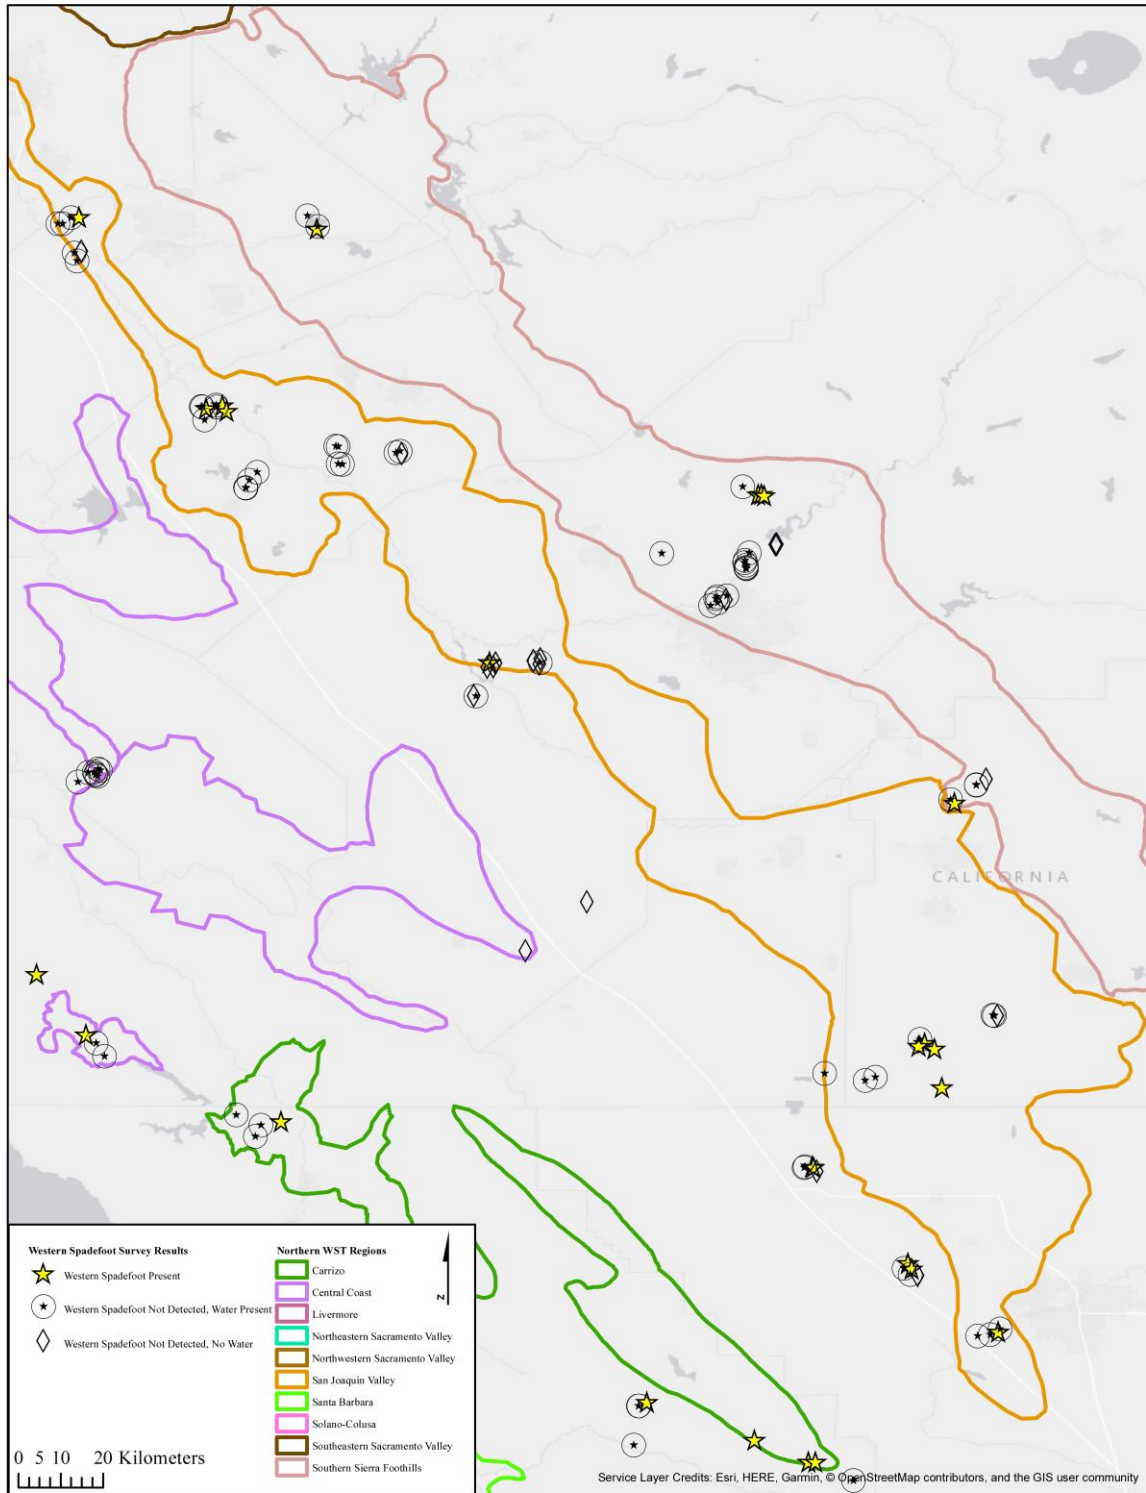 CALIFORNIA
Western Spadefoot Survey Results
Western Spadefoot Present
Western Spadefoot Not Detected, Water Present
Western Spadefoot Not Detected, No Water
Northern WST Regions
Carrizo
Central Coast
Livermore
Northeastern Sacramento Valley
Northwestern Sacramento Valley
San Joaquin Valley
Santa Barbara
Solano-Colusa
Southeastern Sacramento Valley
Southern Sierra Foothills
N
0 5 10 20 Kilometers
Service Layer Credits: Esri, HERE, Garmin, © OpenStreetMap contributors, and the GIS user community